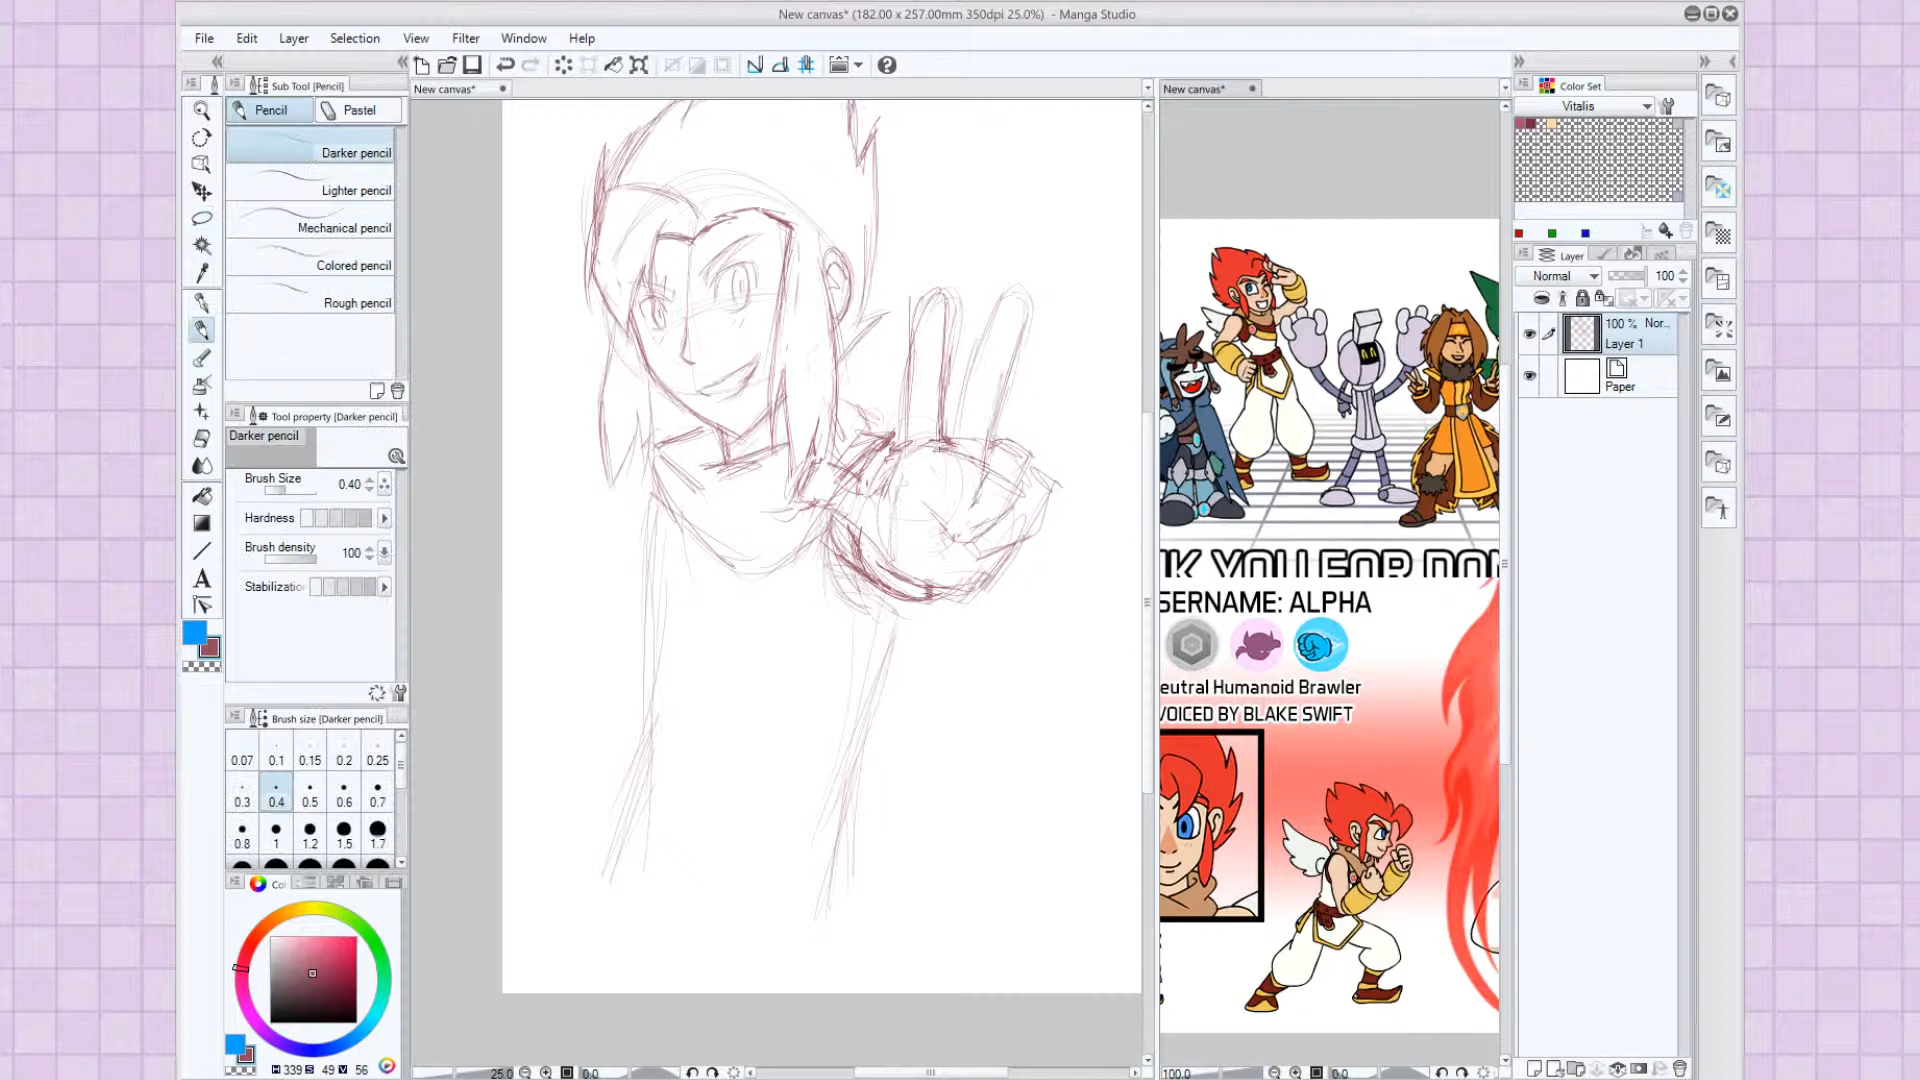 New canvas* (182.00 x 257.00mm 350dpi 25.0%) - Manga Studio
File Edit Layer Selection View Filter Window Help
Sub Tool [Pencil]
Pencil Pastel
Darker pencil
Lighter pencil
Mechanical pencil
Colored pencil
Rough pencil
Tool property [Darker pencil]
Darker pencil
Brush Size 0.40
Hardness
Brush density 100
Stabilizatio
Brush size [Darker pencil]
0.07 0.1 0.15 0.2 0.25
0.3 0.4 0.5 0.6 0.7
0.8 1 1.2 1.5 1.7
Co
H 339 S 49 V 56
New canvas*
25.0 0.0
New canvas*
SERNAME: ALPHA
eutral Humanoid Brawler
VOICED BY BLAKE SWIFT
100.0 0.0
Color Set
Vitalis
Layer
Normal 100
100 % Nor...
Layer 1
Paper